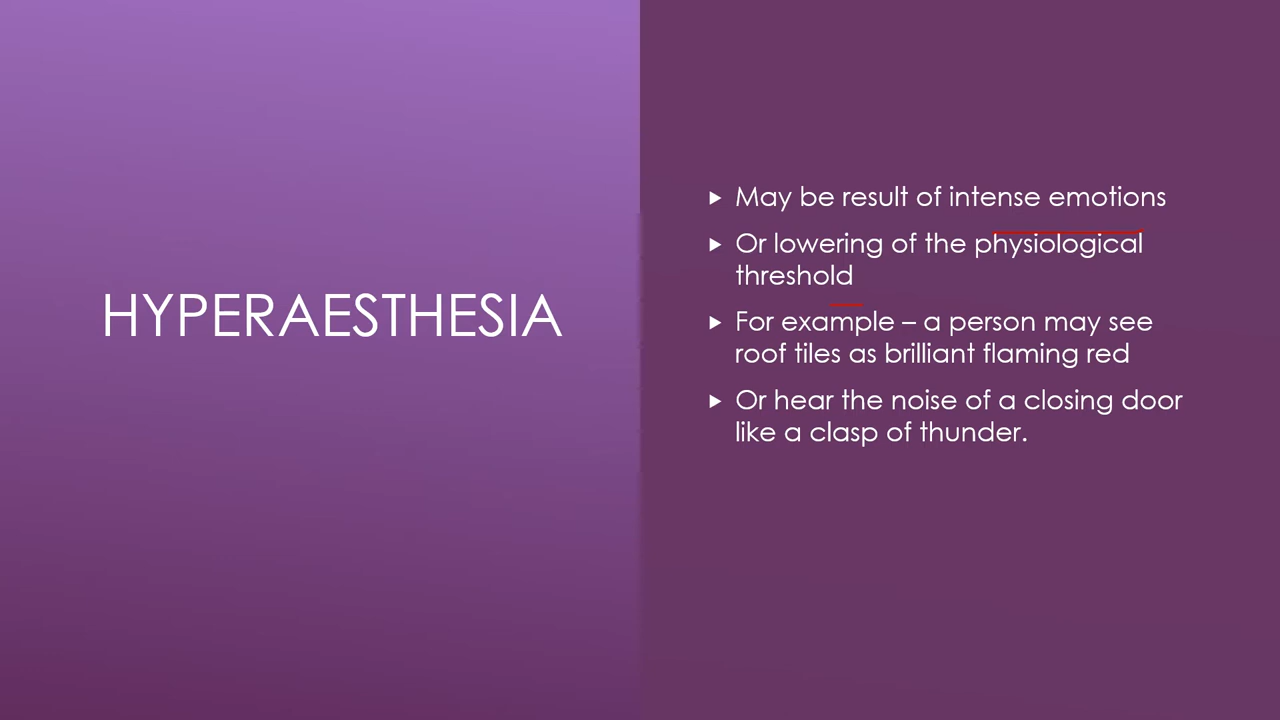 HYPERAESTHESIA
▶ May be result of intense emotions
▶ Or lowering of the physiological
threshold
▶ For example – a person may see
roof tiles as brilliant flaming red
▶ Or hear the noise of a closing door
like a clasp of thunder.